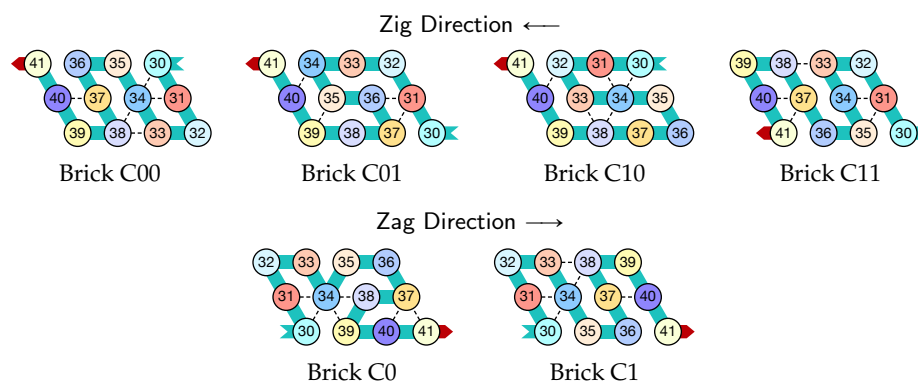 Zig Direction ⟵
41 36 35 30
40 37 34 31
39 38 33 32
Brick C00
41 34 33 32
40 35 36 31
39 38 37 30
Brick C01
41 32 31 30
40 33 34 35
39 38 37 36
Brick C10
39 38 33 32
40 37 34 31
41 36 35 30
Brick C11
Zag Direction ⟶
32 33 35 36
31 34 38 37
30 39 40 41
Brick C0
32 33 38 39
31 34 37 40
30 35 36 41
Brick C1